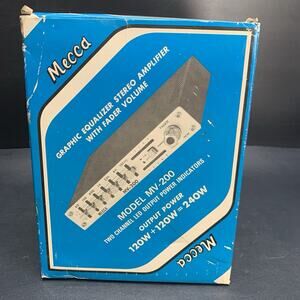 Mecca
GRAPHIC EQUALIZER STEREO AMPLIFIER
WITH FADER VOLUME
MODEL MV-200
TWO CHANNEL LED OUTPUT POWER INDICATORS
OUTPUT POWER
120W + 120W = 240W
Mecca